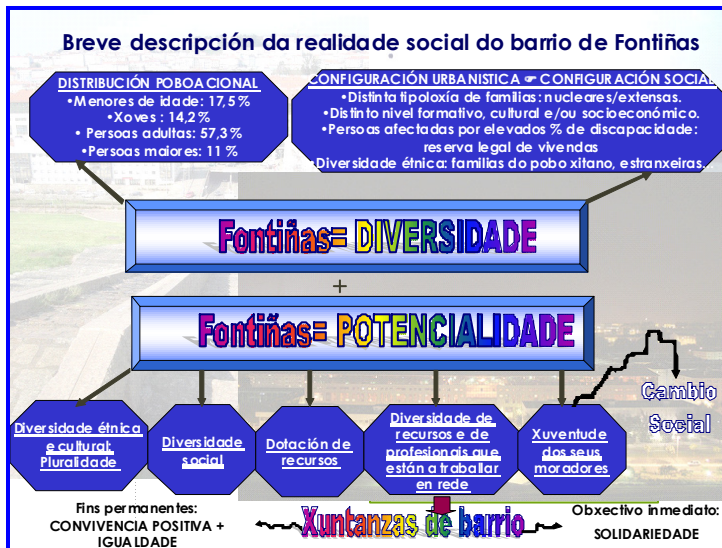 Breve descripción da realidade social do barrio de Fontiñas
DISTRIBUCIÓN POBOACIONAL
•Menores de idade: 17,5%
•Xoves : 14,2%
• Persoas adultas: 57,3%
•Persoas maiores: 11 %
CONFIGURACIÓN URBANISTICA ☞ CONFIGURACIÓN SOCIAL
•Distinta tipoloxía de familias: nucleares/extensas.
•Distinto nivel formativo, cultural e/ou socioeconómico.
•Persoas afectadas por elevados % de discapacidade:
reserva legal de vivendas
•Diversidade étnica: familias do pobo xitano, estranxeiras.
Fontiñas= DIVERSIDADE
+
Fontiñas= POTENCIALIDADE
Diversidade étnica
e cultural:
Pluralidade
Diversidade
social
Dotación de
recursos
Diversidade de
recursos e de
profesionais que
están a traballar
en rede
Xuventude
dos seus
moradores
Cambio
Social
Fins permanentes:
CONVIVENCIA POSITIVA +
IGUALDADE
Xuntanzas de barrio
Obxectivo inmediato:
SOLIDARIEDADE